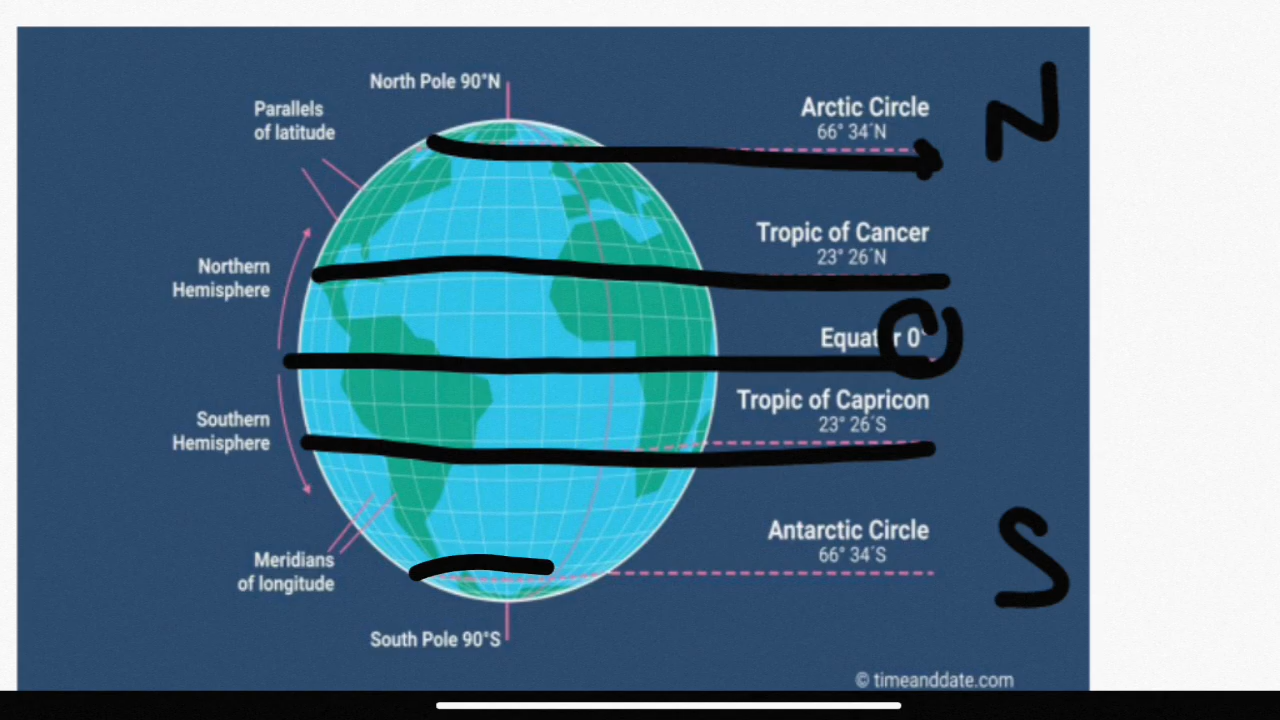 North Pole 90°N
Parallels
of latitude
Arctic Circle
66° 34´N
N
Tropic of Cancer
23° 26´N
Northern
Hemisphere
Equator 0°
Tropic of Capricon
23° 26´S
Southern
Hemisphere
Antarctic Circle
66° 34´S
S
Meridians
of longitude
South Pole 90°S
© timeanddate.com